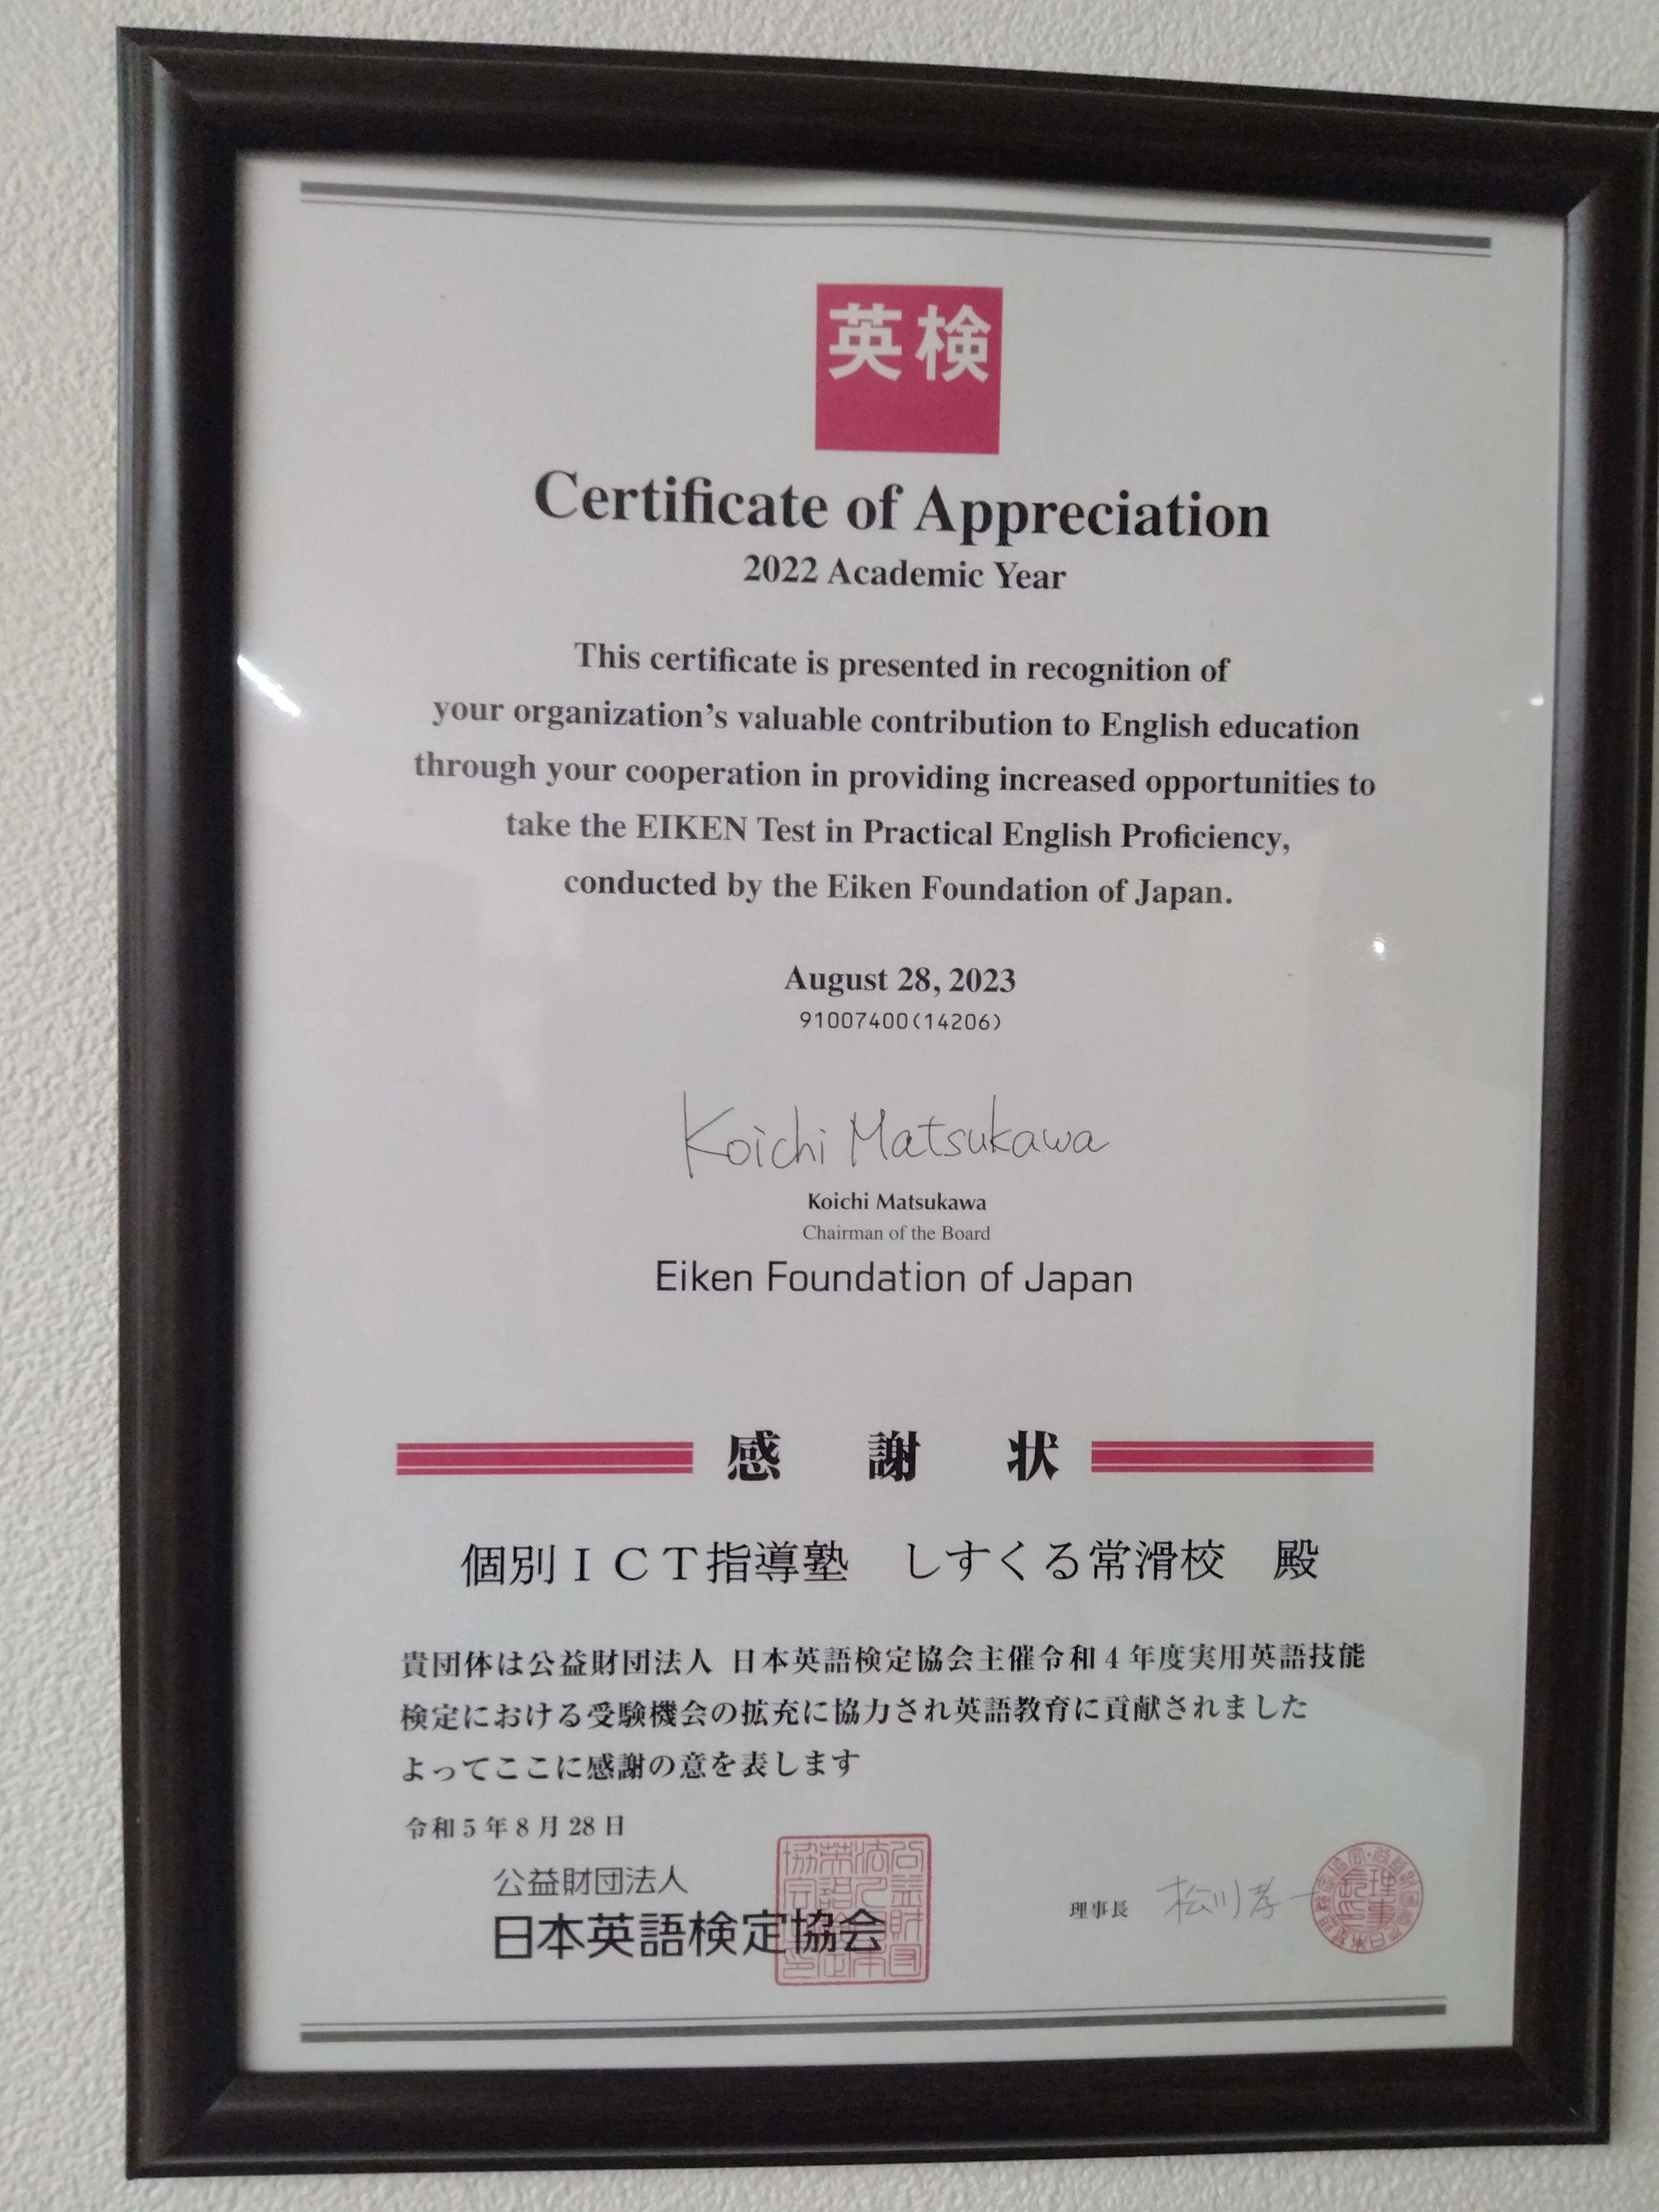 英検
Certificate of Appreciation
2022 Academic Year
This certificate is presented in recognition of
your organization's valuable contribution to English education
through your cooperation in providing increased opportunities to
take the EIKEN Test in Practical English Proficiency,
conducted by the Eiken Foundation of Japan.
August 28, 2023
91007400(14206)
Koichi Matsukawa
Koichi Matsukawa
Chairman of the Board
Eiken Foundation of Japan
感 謝 状
個別ICT指導塾 しすくる常滑校 殿
貴団体は公益財団法人 日本英語検定協会主催令和4年度実用英語技能
検定における受験機会の拡充に協力され英語教育に貢献されました
よってここに感謝の意を表します
令和5年8月28日
公益財団法人
日本英語検定協会
理事長 松川孝一